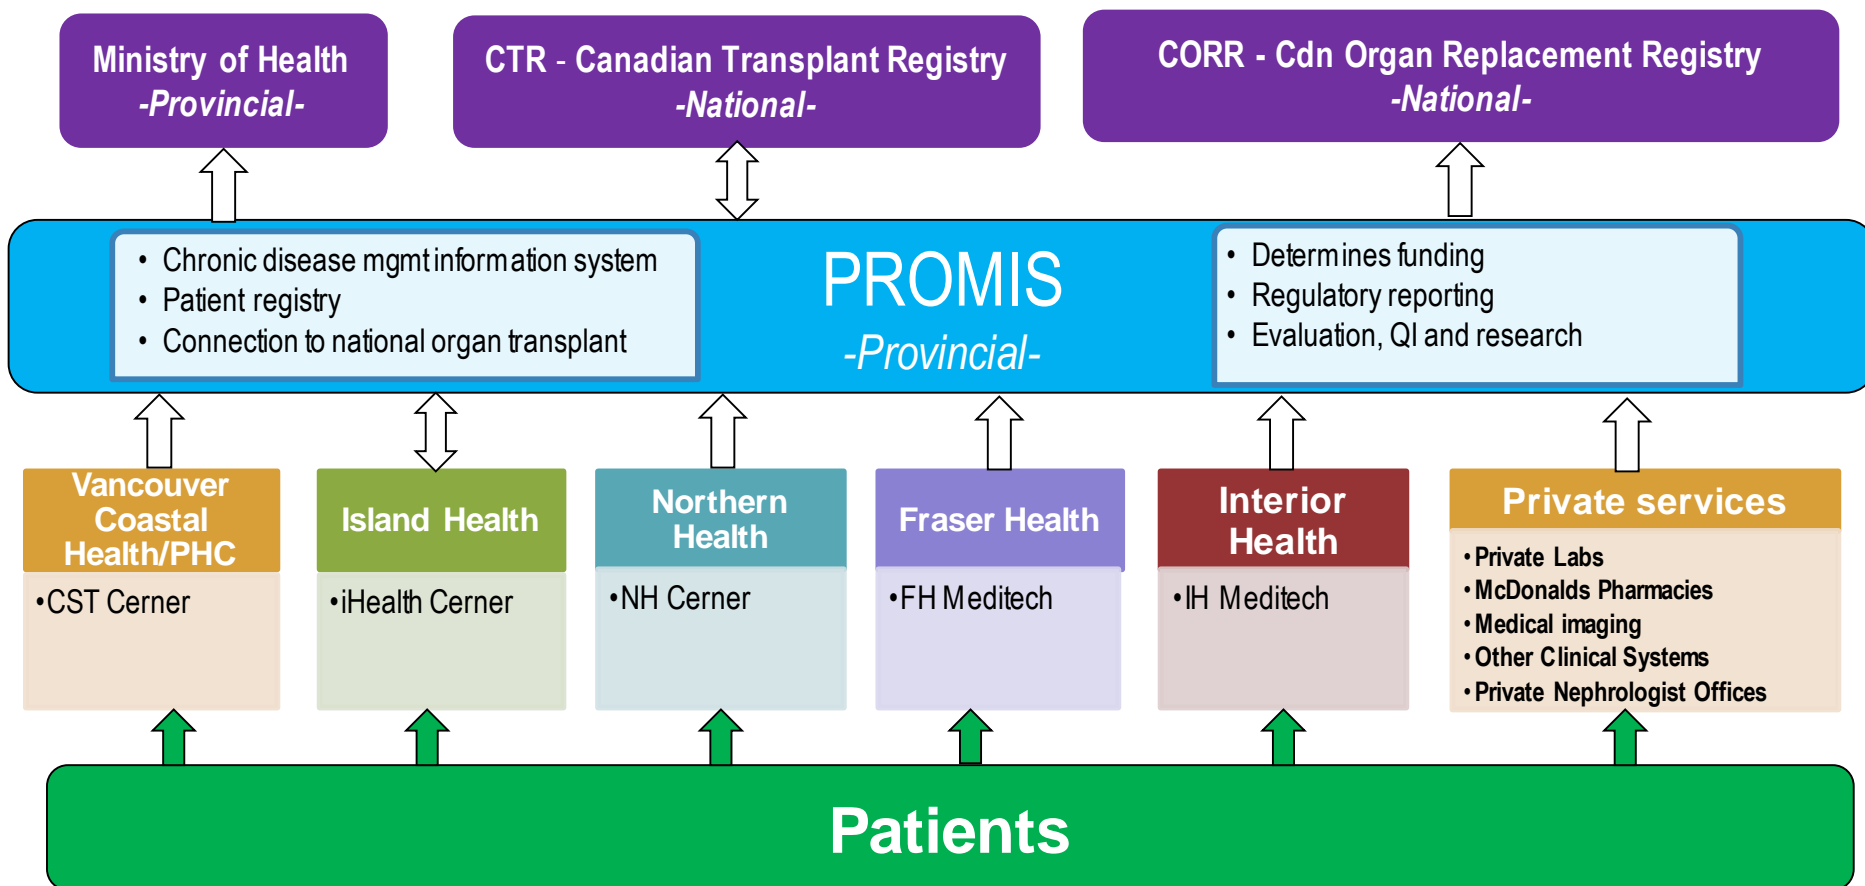 Ministry of Health
-Provincial-
CTR - Canadian Transplant Registry
-National-
CORR - Cdn Organ Replacement Registry
-National-
• Chronic disease mgmt information system
• Patient registry
• Connection to national organ transplant
PROMIS
-Provincial-
• Determines funding
• Regulatory reporting
• Evaluation, QI and research
Vancouver
Coastal
Health/PHC
• CST Cerner
Island Health
• iHealth Cerner
Northern
Health
• NH Cerner
Fraser Health
• FH Meditech
Interior
Health
• IH Meditech
Private services
• Private Labs
• McDonalds Pharmacies
• Medical imaging
• Other Clinical Systems
• Private Nephrologist Offices
Patients